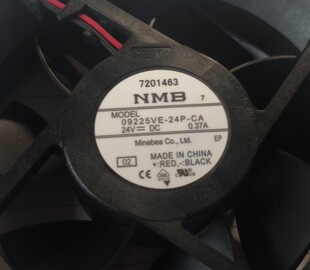 7201463
NMB 7
MODEL
09225VE-24P-CA
24V ⎓ DC 0.37A
Minebea Co., Ltd. EP
02 MADE IN CHINA
+:RED,-:BLACK
CE